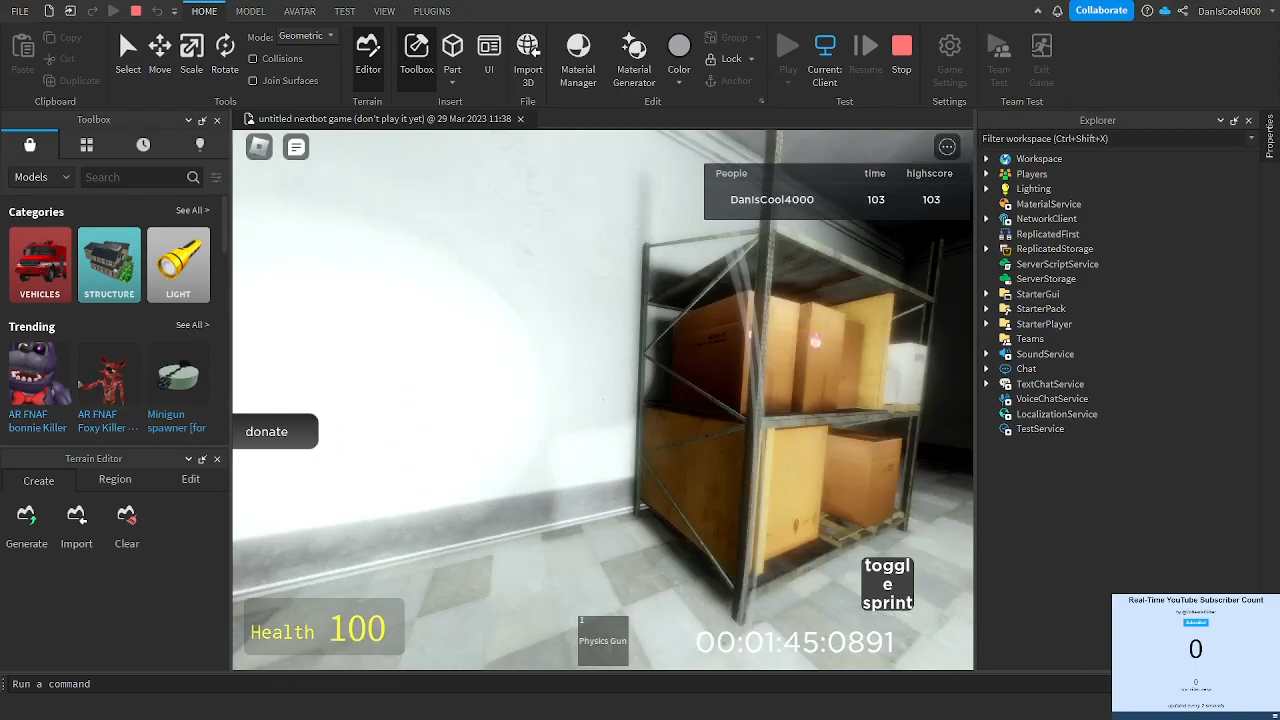 FILE HOME MODEL AVATAR TEST VIEW PLUGINS Collaborate DanIsCool4000
Paste Copy Cut Duplicate Select Move Scale Rotate Mode: Geometric Collisions Join Surface Editor Toolbox Part UI Import 3D Material Manager Material Generator Color Group Lock Anchor Play Current: Client Resume Stop Game Settings Team Test Exit Game
Clipboard Tools Terrain Insert File Edit Test Settings Team Test
Toolbox
untitled nextbot game (don't play it yet) @ 29 Mar 2023 11:38
Explorer
Properties
Filter workspace (Ctrl+Shift+X)
Models Search
Categories See All >
VEHICLES STRUCTURE LIGHT
Trending See All >
AR FNAF bonnie Killer
AR FNAF Foxy Killer ...
Minigun spawner [for
Terrain Editor
Create Region Edit
Generate Import Clear
People time highscore
DanIsCool4000 103 103
donate
toggl
e
sprint
Health 100
1
Physics Gun
00:01:45:0891
Workspace
Players
Lighting
MaterialService
NetworkClient
ReplicatedFirst
ReplicatedStorage
ServerScriptService
ServerStorage
StarterGui
StarterPack
StarterPlayer
Teams
SoundService
Chat
TextChatService
VoiceChatService
LocalizationService
TestService
Run a command
Real-Time YouTube Subscriber Count
0
0
updated every 2 seconds